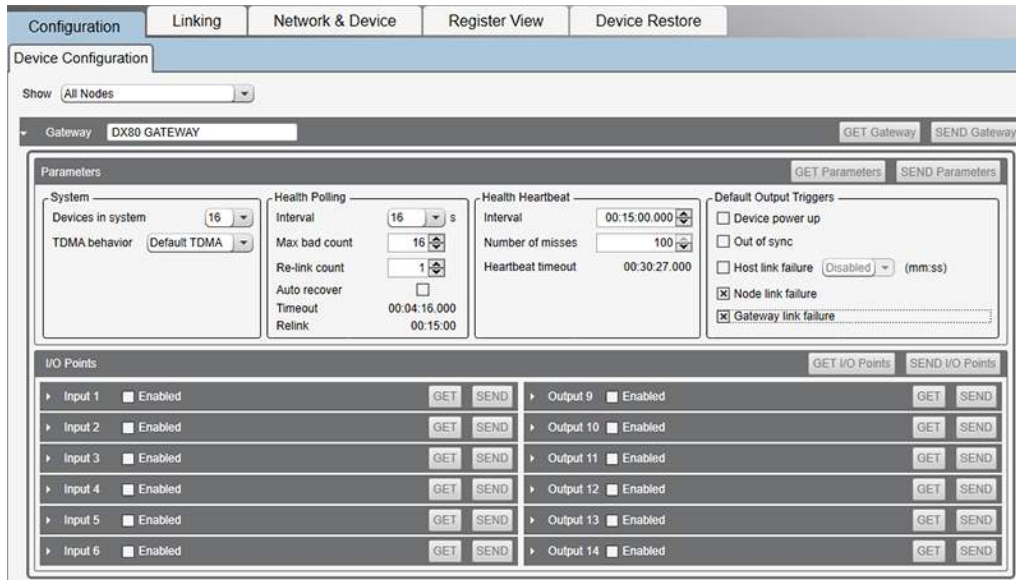 Configuration Linking Network & Device Register View Device Restore
Device Configuration
Show All Nodes
Gateway DX80 GATEWAY GET Gateway SEND Gateway
Parameters GET Parameters SEND Parameters
System
Devices in system 16
TDMA behavior Default TDMA
Health Polling
Interval 16 s
Max bad count 16
Re-link count 1
Auto recover
Timeout 00:04:16.000
Relink 00:15:00
Health Heartbeat
Interval 00:15:00.000
Number of misses 100
Heartbeat timeout 00:30:27.000
Default Output Triggers
Device power up
Out of sync
Host link failure Disabled (mm:ss)
Node link failure
Gateway link failure
I/O Points GET I/O Points SEND I/O Points
Input 1 Enabled GET SEND Output 9 Enabled GET SEND
Input 2 Enabled GET SEND Output 10 Enabled GET SEND
Input 3 Enabled GET SEND Output 11 Enabled GET SEND
Input 4 Enabled GET SEND Output 12 Enabled GET SEND
Input 5 Enabled GET SEND Output 13 Enabled GET SEND
Input 6 Enabled GET SEND Output 14 Enabled GET SEND